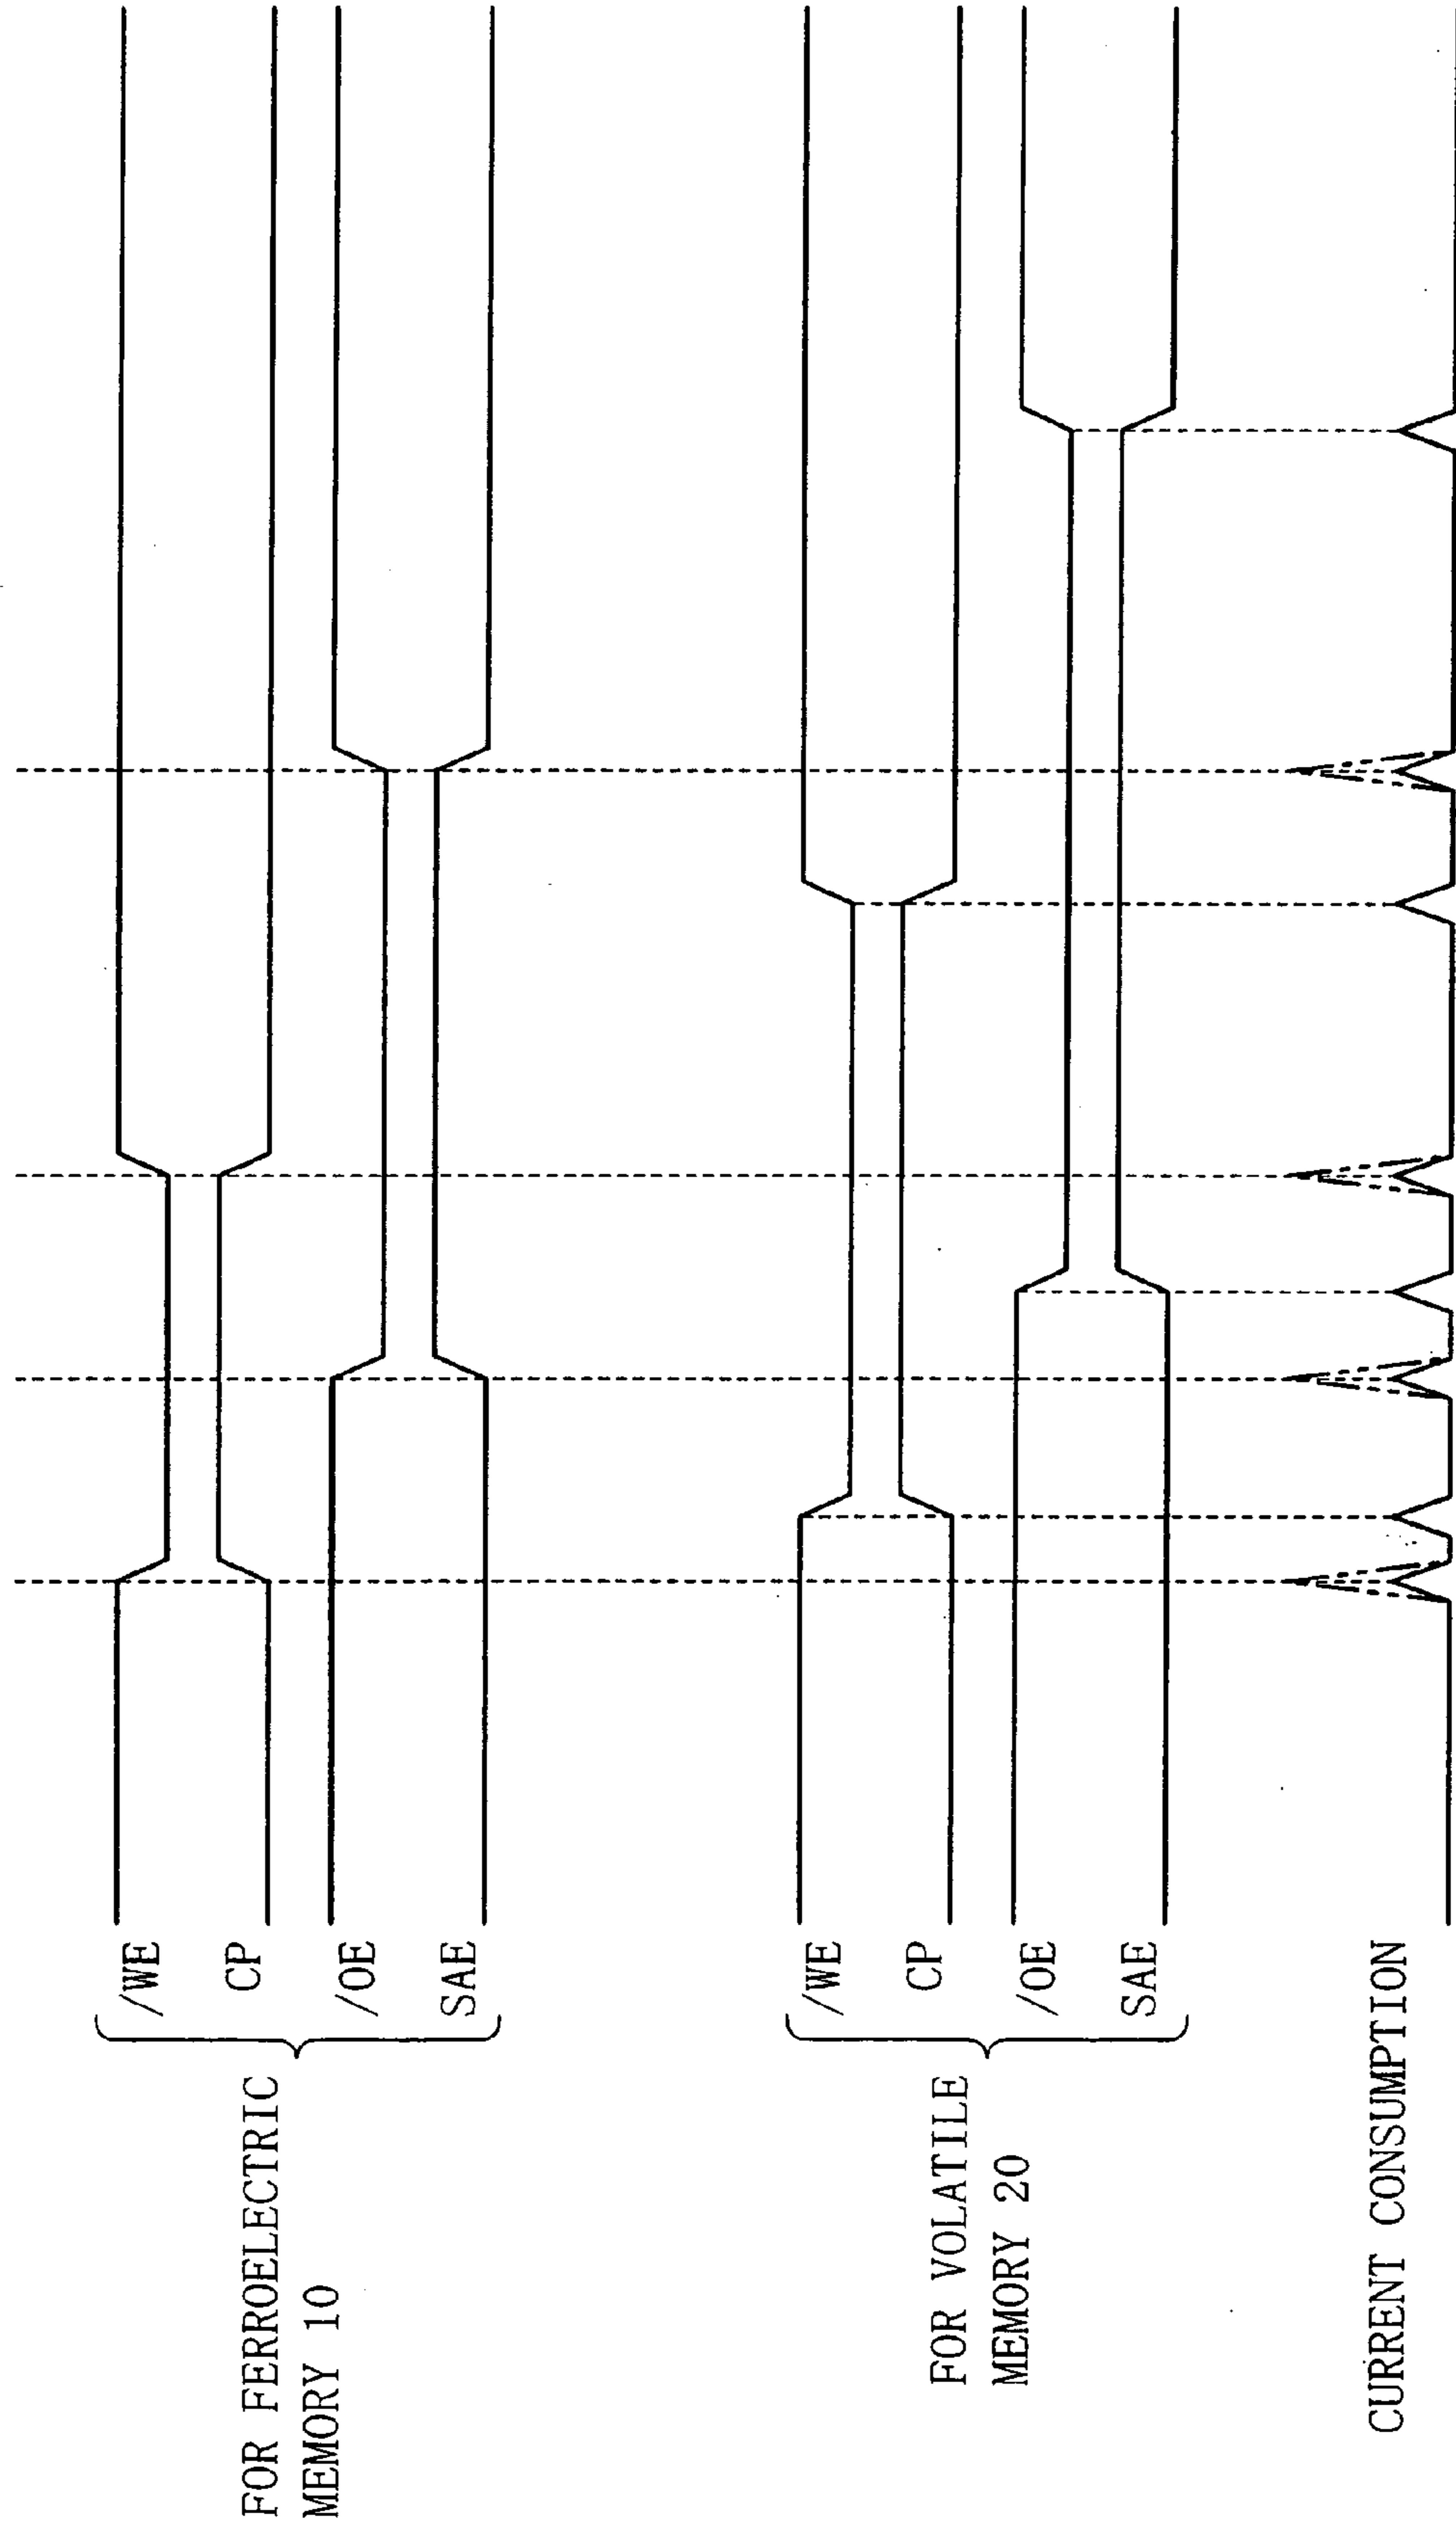 FOR FERROELECTRIC
MEMORY 10
/WE
CP
/OE
SAE
FOR VOLATILE
MEMORY 20
/WE
CP
/OE
SAE
CURRENT CONSUMPTION